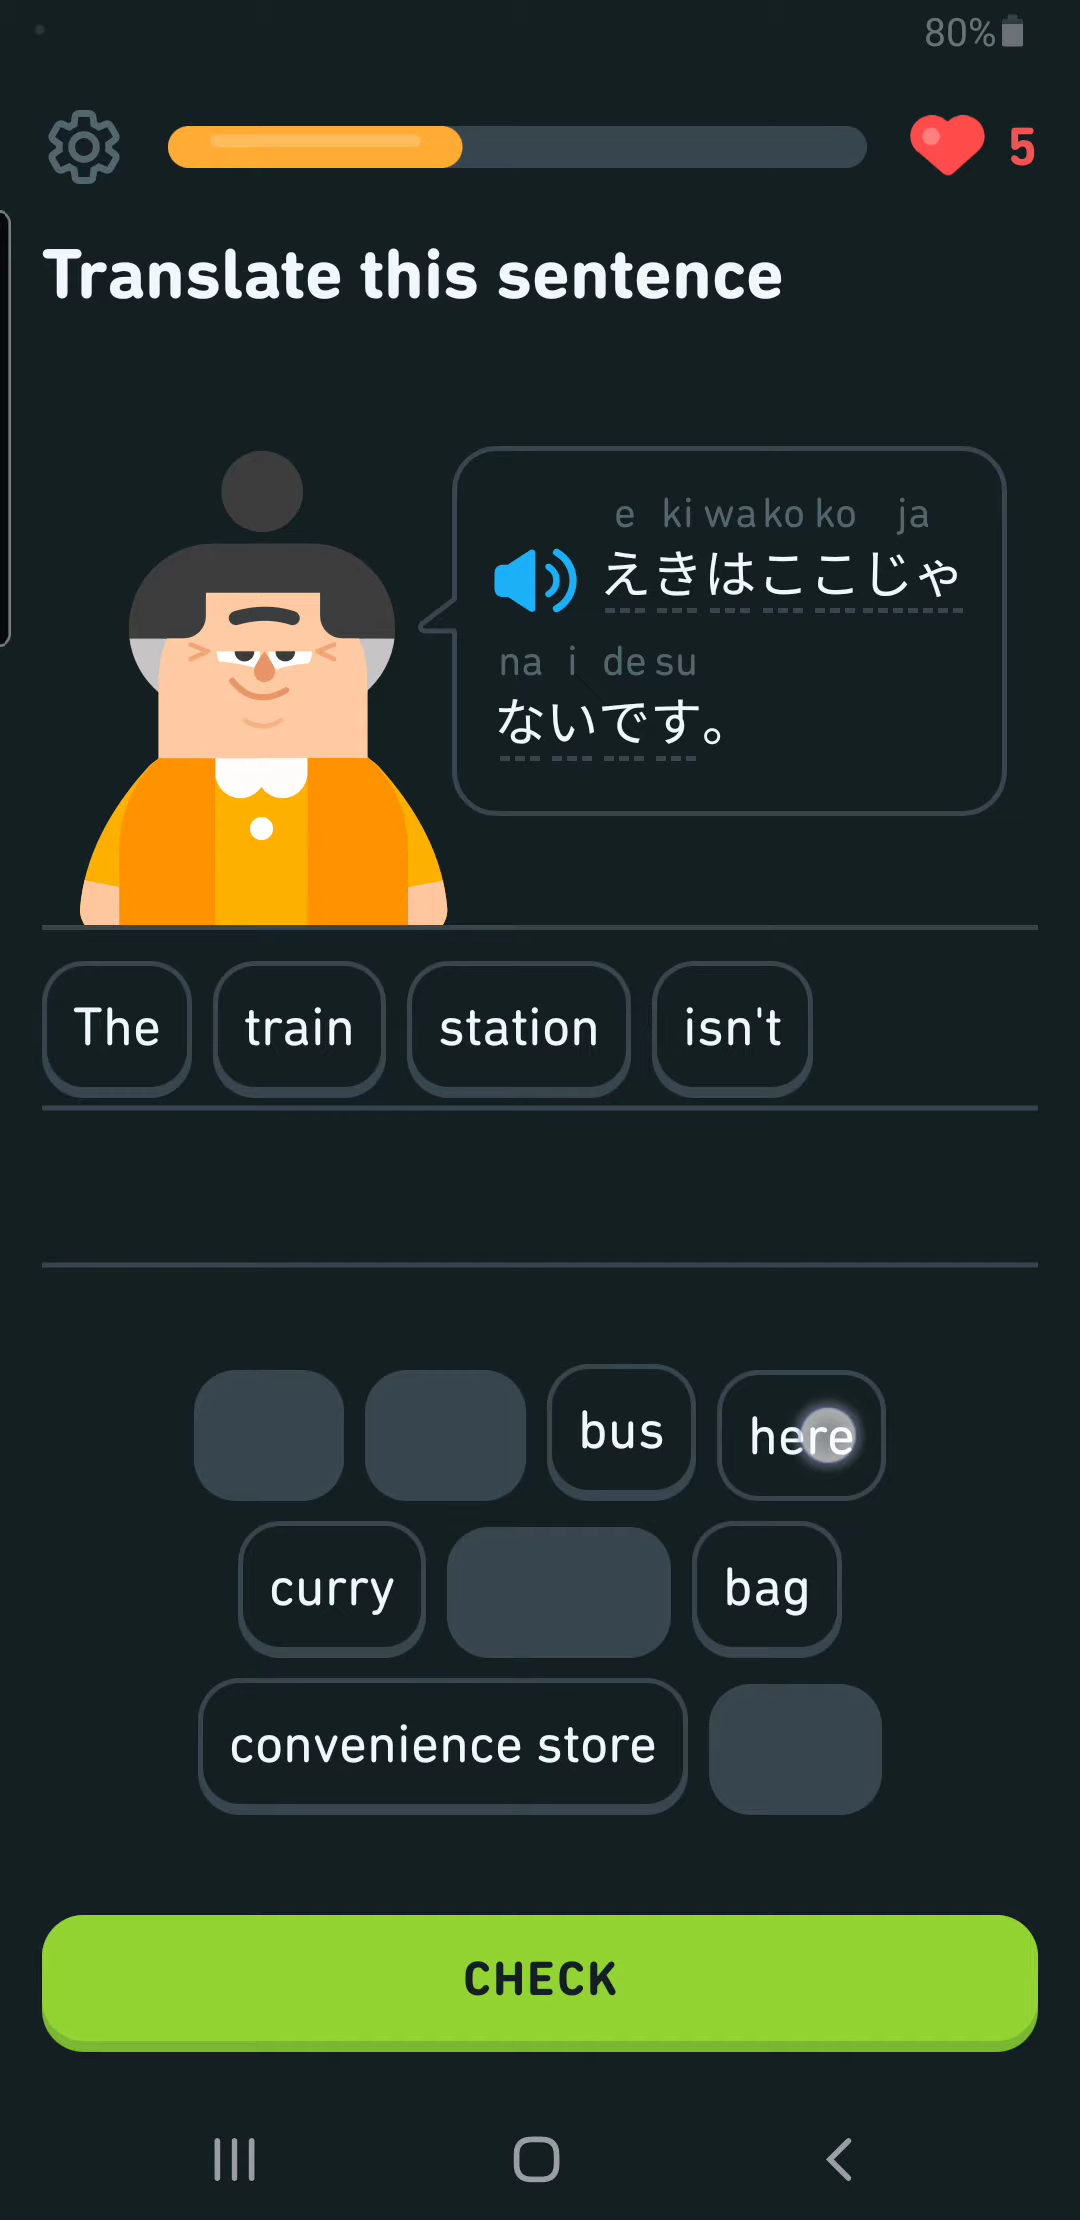 80%
5
Translate this sentence
e ki wa ko ko ja
えきはここじゃ
na i de su
ないです。
The train station isn't
bus here
curry bag
convenience store
CHECK